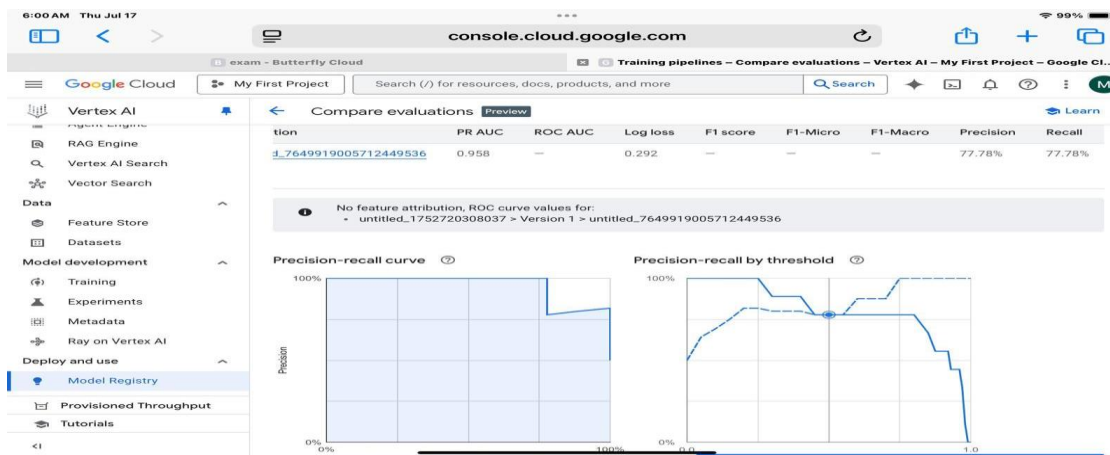 6:00 AM Thu Jul 17
99%
console.cloud.google.com
exam - Butterfly Cloud
Training pipelines – Compare evaluations – Vertex AI – My First Project – Google Cl...
Google Cloud
My First Project
Search (/) for resources, docs, products, and more
Search
M
Vertex AI
Compare evaluations
Preview
Learn
Agent Engine
RAG Engine
Vertex AI Search
Vector Search
Data
Feature Store
Datasets
Model development
Training
Experiments
Metadata
Ray on Vertex AI
Deploy and use
Model Registry
Provisioned Throughput
Tutorials
tion PR AUC ROC AUC Log loss F1 score F1-Micro F1-Macro Precision Recall
d_7649919005712449536 0.958 — 0.292 — — — 77.78% 77.78%
No feature attribution, ROC curve values for:
• untitled_1752720308037 > Version 1 > untitled_7649919005712449536
Precision-recall curve
100%
Precision
0%
0% 100%
Precision-recall by threshold
100%
0%
0.0 1.0